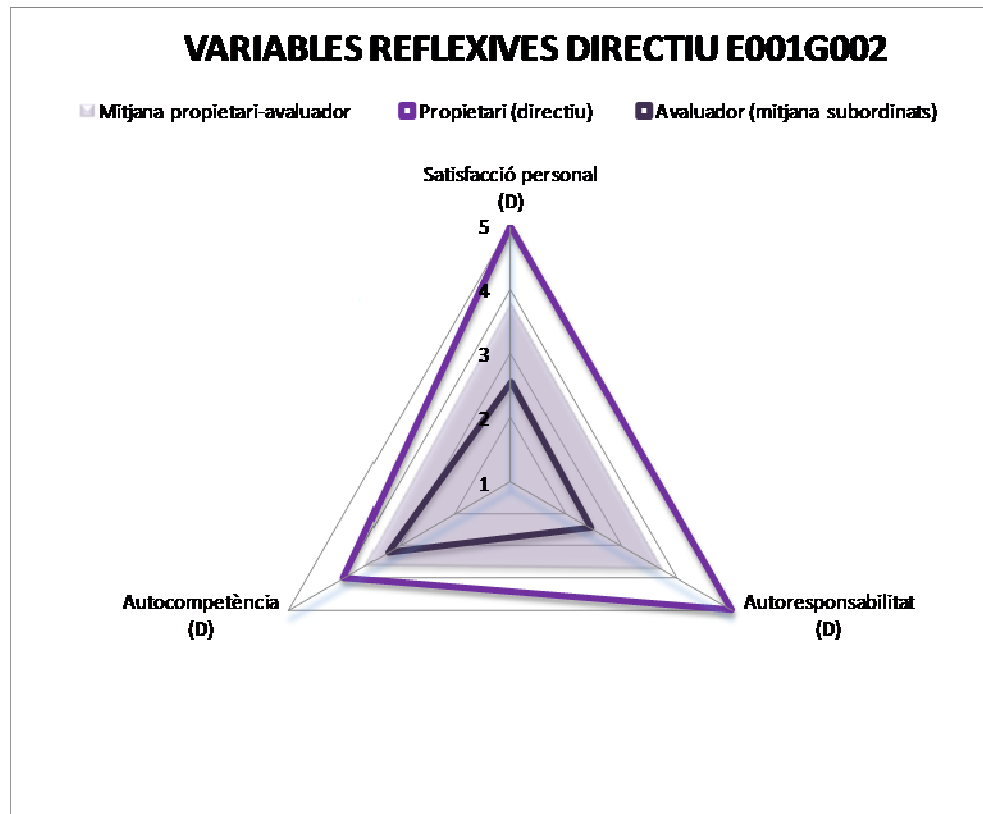 VARIABLES REFLEXIVES DIRECTIU E001G002
Mitjana propietari-avaluador Propietari (directiu) Avaluador (mitjana subordinats)
Satisfacció personal
(D)
5
4
3
2
1
Autocompetència
(D)
Autoresponsabilitat
(D)